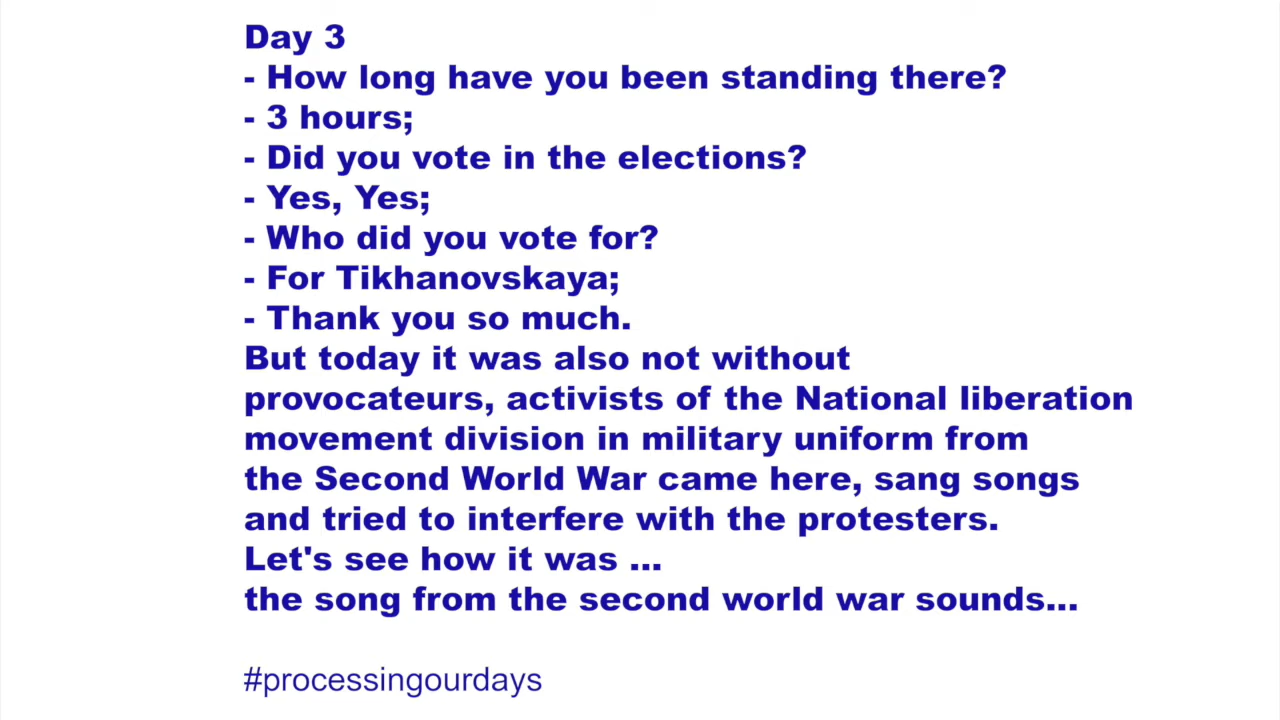 Day 3
- How long have you been standing there?
- 3 hours;
- Did you vote in the elections?
- Yes, Yes;
- Who did you vote for?
- For Tikhanovskaya;
- Thank you so much.
But today it was also not without
provocateurs, activists of the National liberation
movement division in military uniform from
the Second World War came here, sang songs
and tried to interfere with the protesters.
Let's see how it was ...
the song from the second world war sounds...
#processingourdays